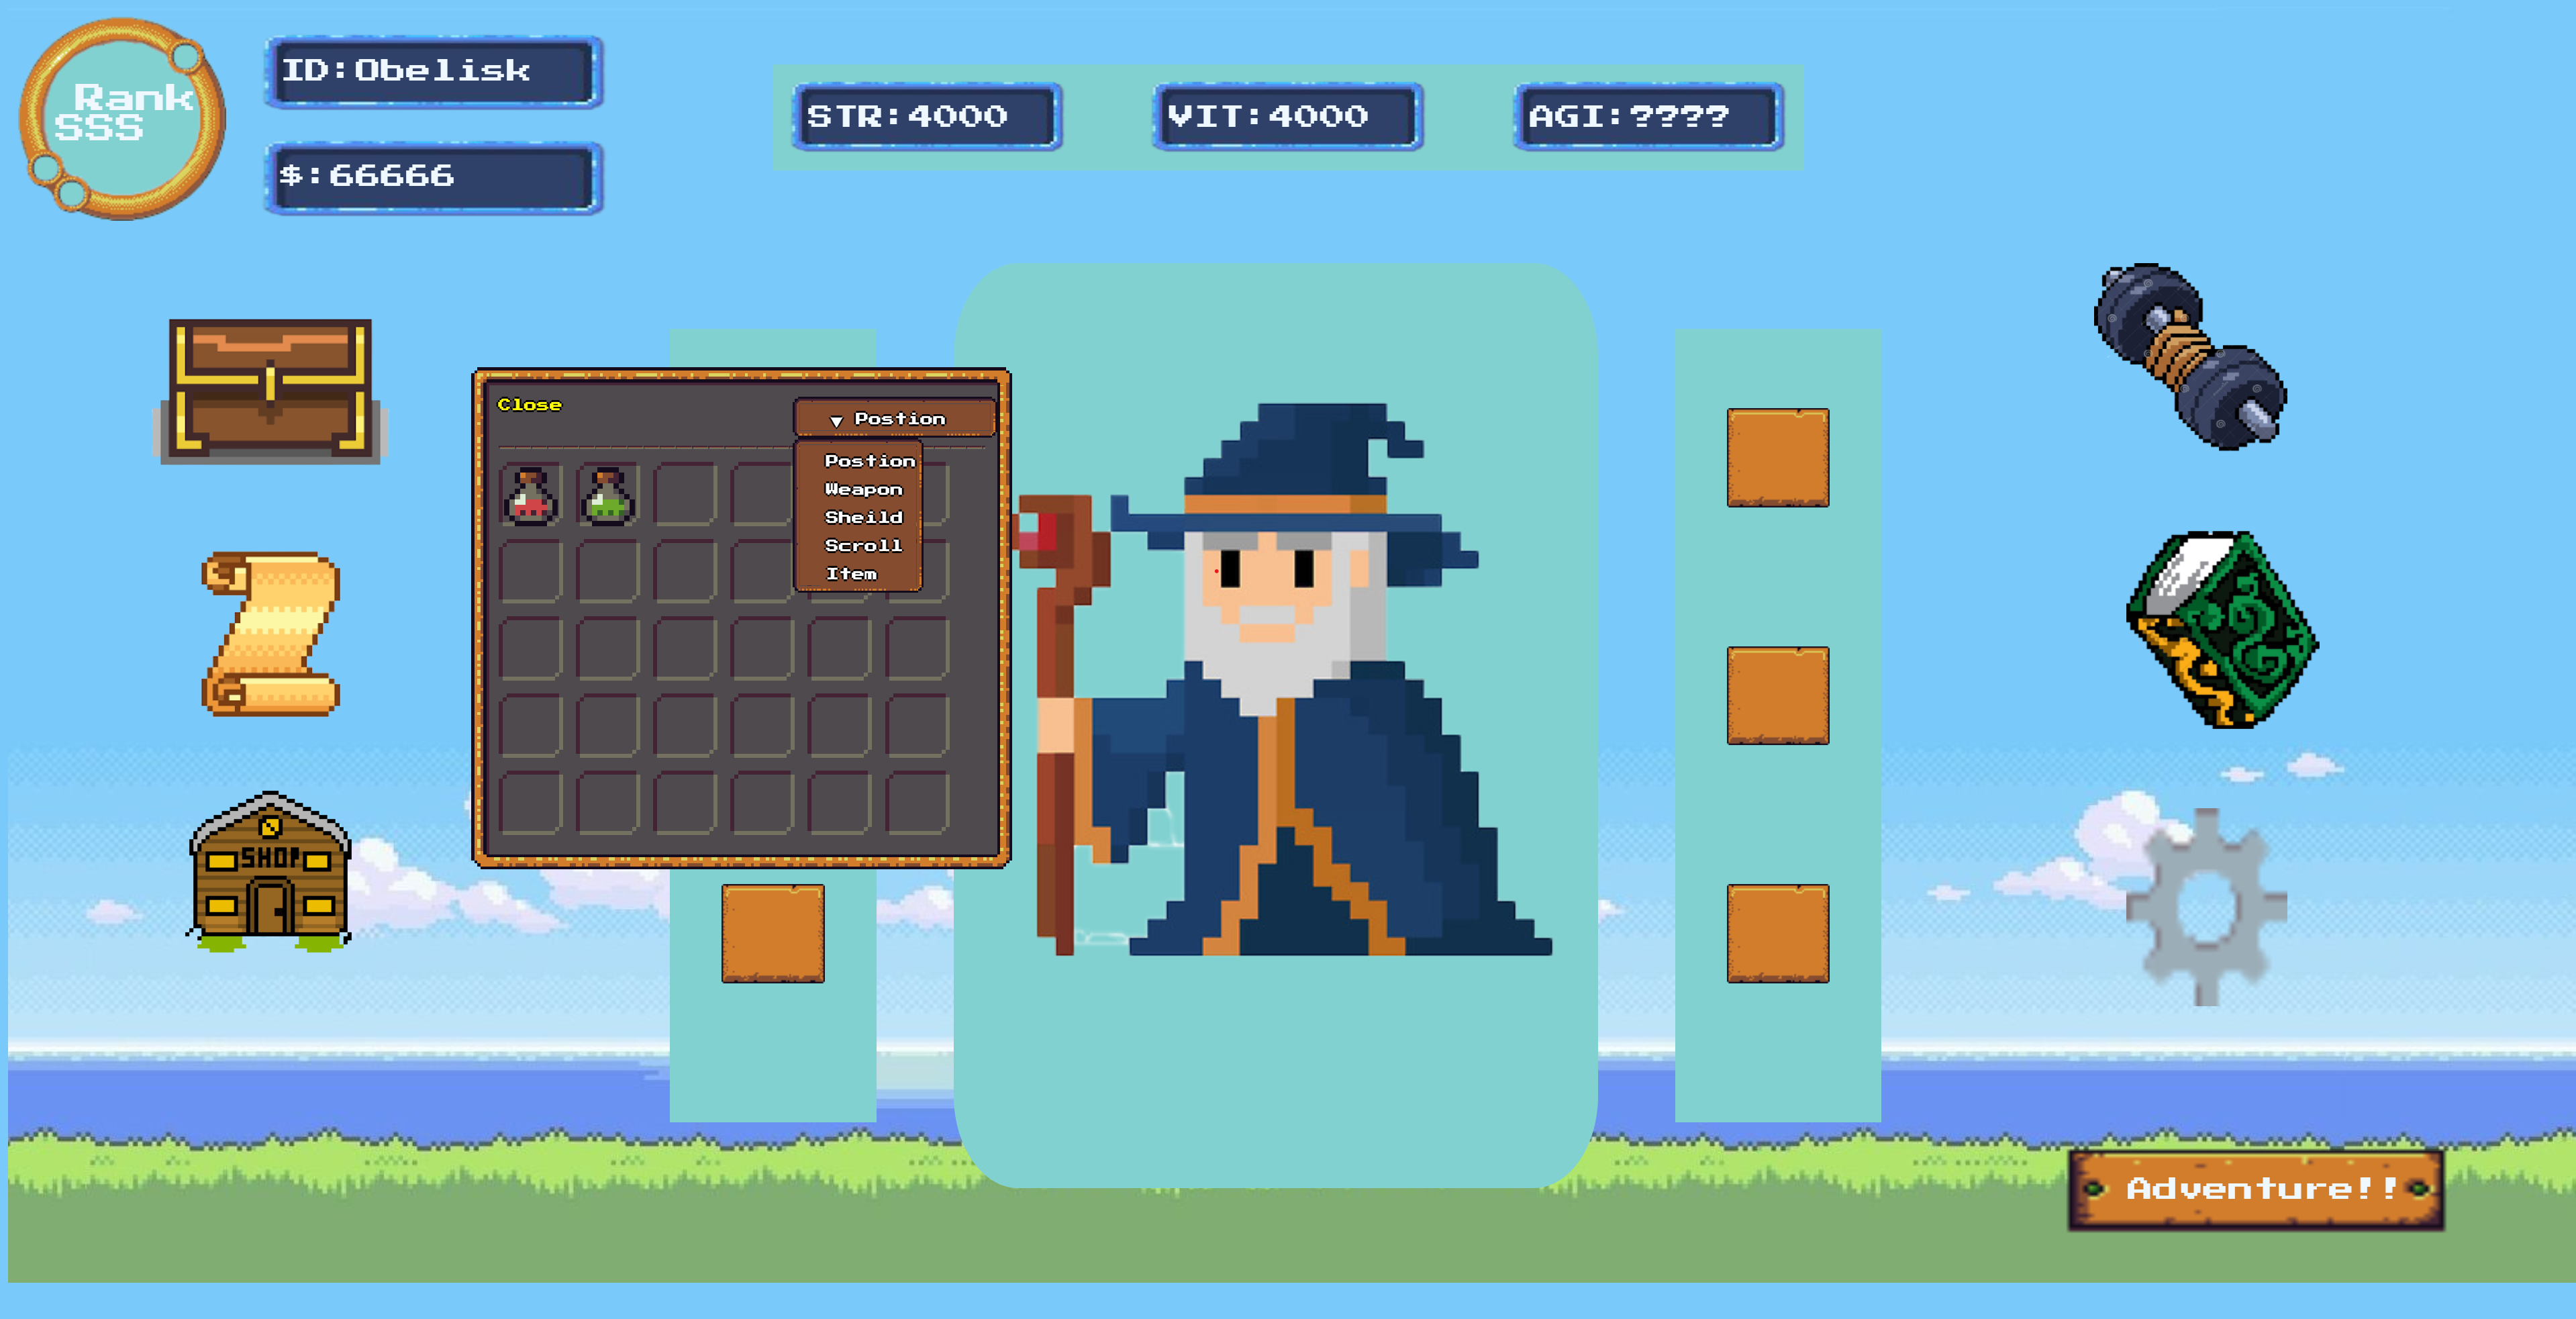 Rank
SSS
ID:Obelisk
$:66666
STR:4000
VIT:4000
AGI:????
Close
▼ Postion
Postion
Weapon
Sheild
Scroll
Item
SHOP
Adventure!!